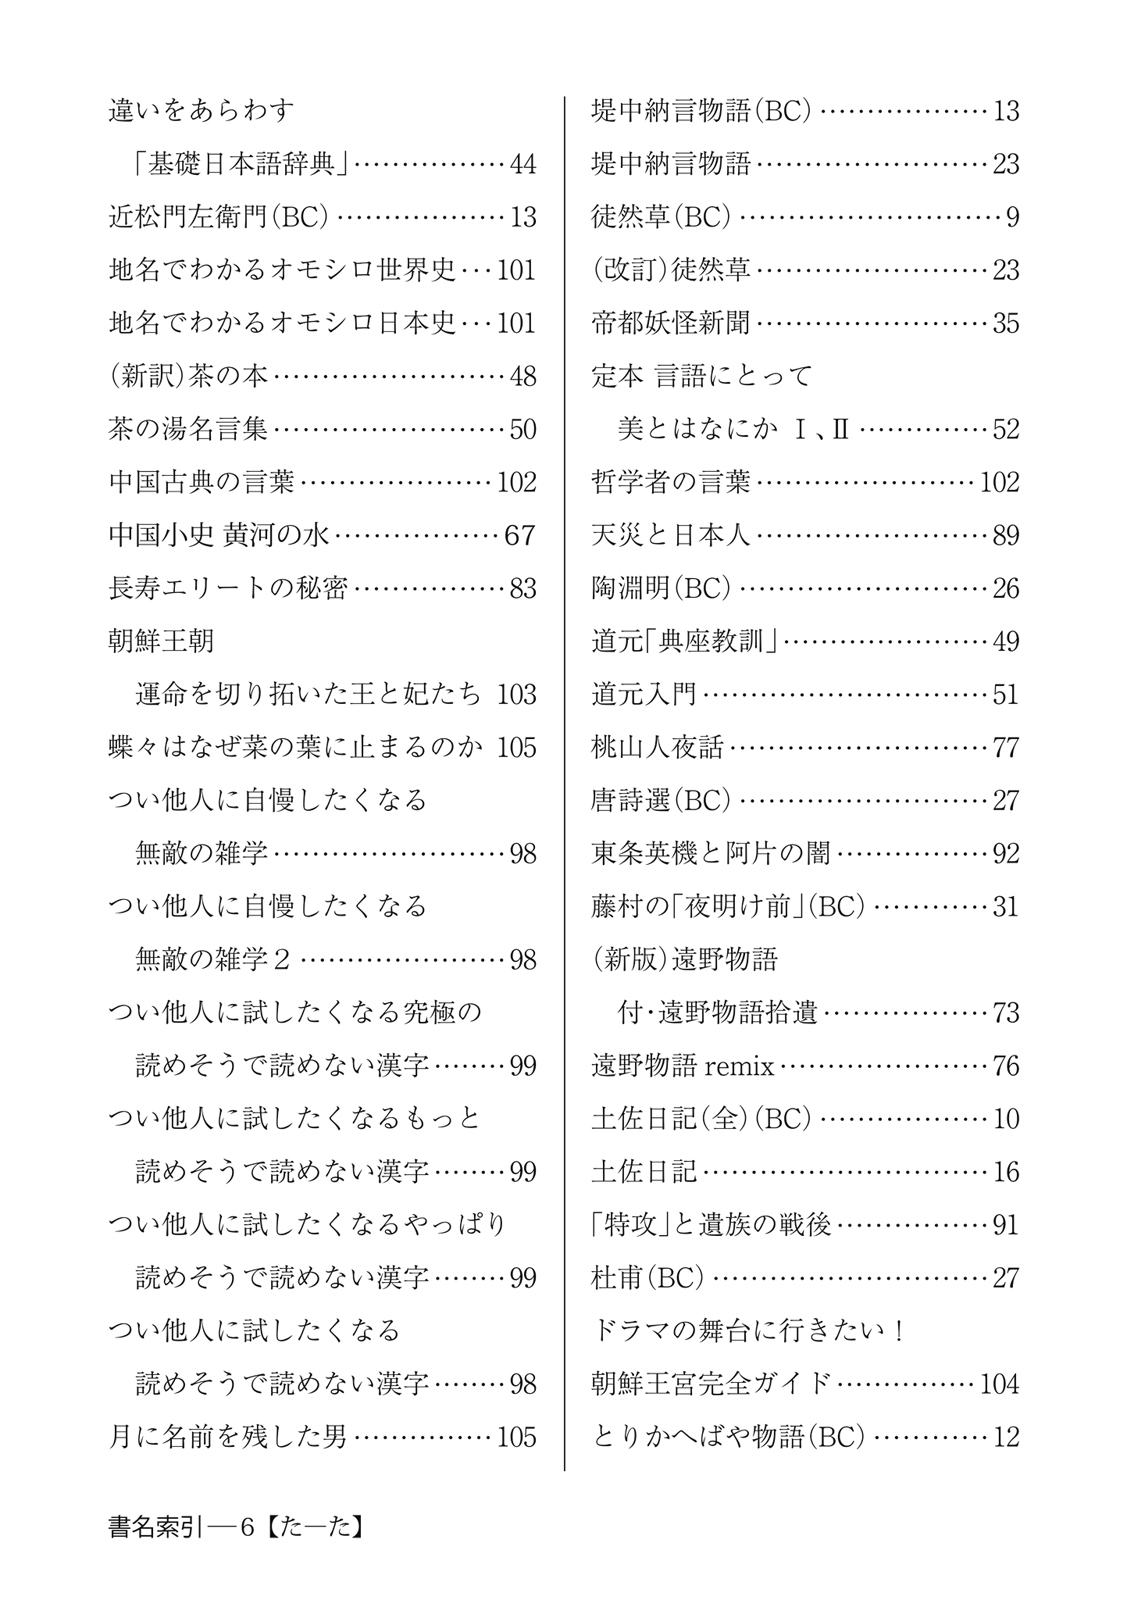 違いをあらわす
「基礎日本語辞典」………………44
近松門左衛門(BC)………………13
地名でわかるオモシロ世界史…101
地名でわかるオモシロ日本史…101
(新訳)茶の本……………………48
茶の湯名言集……………………50
中国古典の言葉…………………102
中国小史 黄河の水………………67
長寿エリートの秘密……………83
朝鮮王朝
運命を切り拓いた王と妃たち 103
蝶々はなぜ菜の葉に止まるのか 105
つい他人に自慢したくなる
無敵の雑学……………………98
つい他人に自慢したくなる
無敵の雑学2…………………98
つい他人に試したくなる究極の
読めそうで読めない漢字………99
つい他人に試したくなるもっと
読めそうで読めない漢字………99
つい他人に試したくなるやっぱり
読めそうで読めない漢字………99
つい他人に試したくなる
読めそうで読めない漢字………98
月に名前を残した男……………105
堤中納言物語(BC)………………13
堤中納言物語……………………23
徒然草(BC)………………………9
(改訂)徒然草……………………23
帝都妖怪新聞……………………35
定本 言語にとって
美とはなにか Ⅰ、Ⅱ……………52
哲学者の言葉……………………102
天災と日本人……………………89
陶淵明(BC)………………………26
道元「典座教訓」…………………49
道元入門…………………………51
桃山人夜話………………………77
唐詩選(BC)………………………27
東条英機と阿片の闇……………92
藤村の「夜明け前」(BC)…………31
(新版)遠野物語
付・遠野物語拾遺………………73
遠野物語 remix…………………76
土佐日記(全)(BC)………………10
土佐日記…………………………16
「特攻」と遺族の戦後……………91
杜甫(BC)…………………………27
ドラマの舞台に行きたい!
朝鮮王宮完全ガイド……………104
とりかへばや物語(BC)…………12
書名索引―6【た―た】